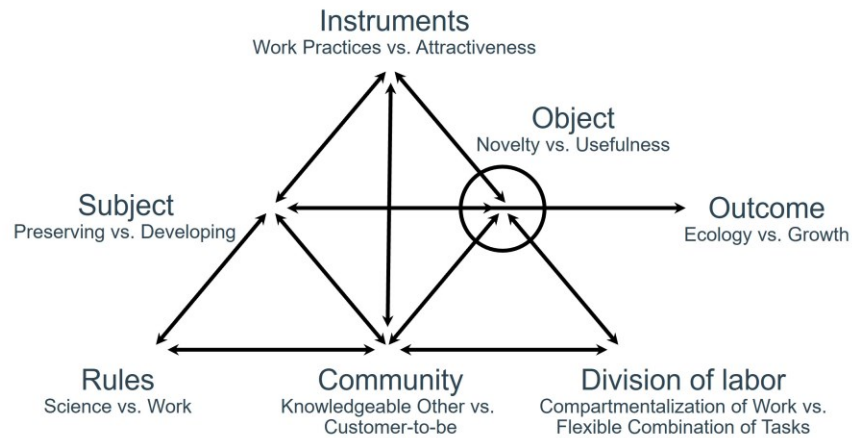 Instruments
Work Practices vs. Attractiveness
Object
Novelty vs. Usefulness
Subject
Preserving vs. Developing
Outcome
Ecology vs. Growth
Rules
Science vs. Work
Community
Knowledgeable Other vs.
Customer-to-be
Division of labor
Compartmentalization of Work vs.
Flexible Combination of Tasks